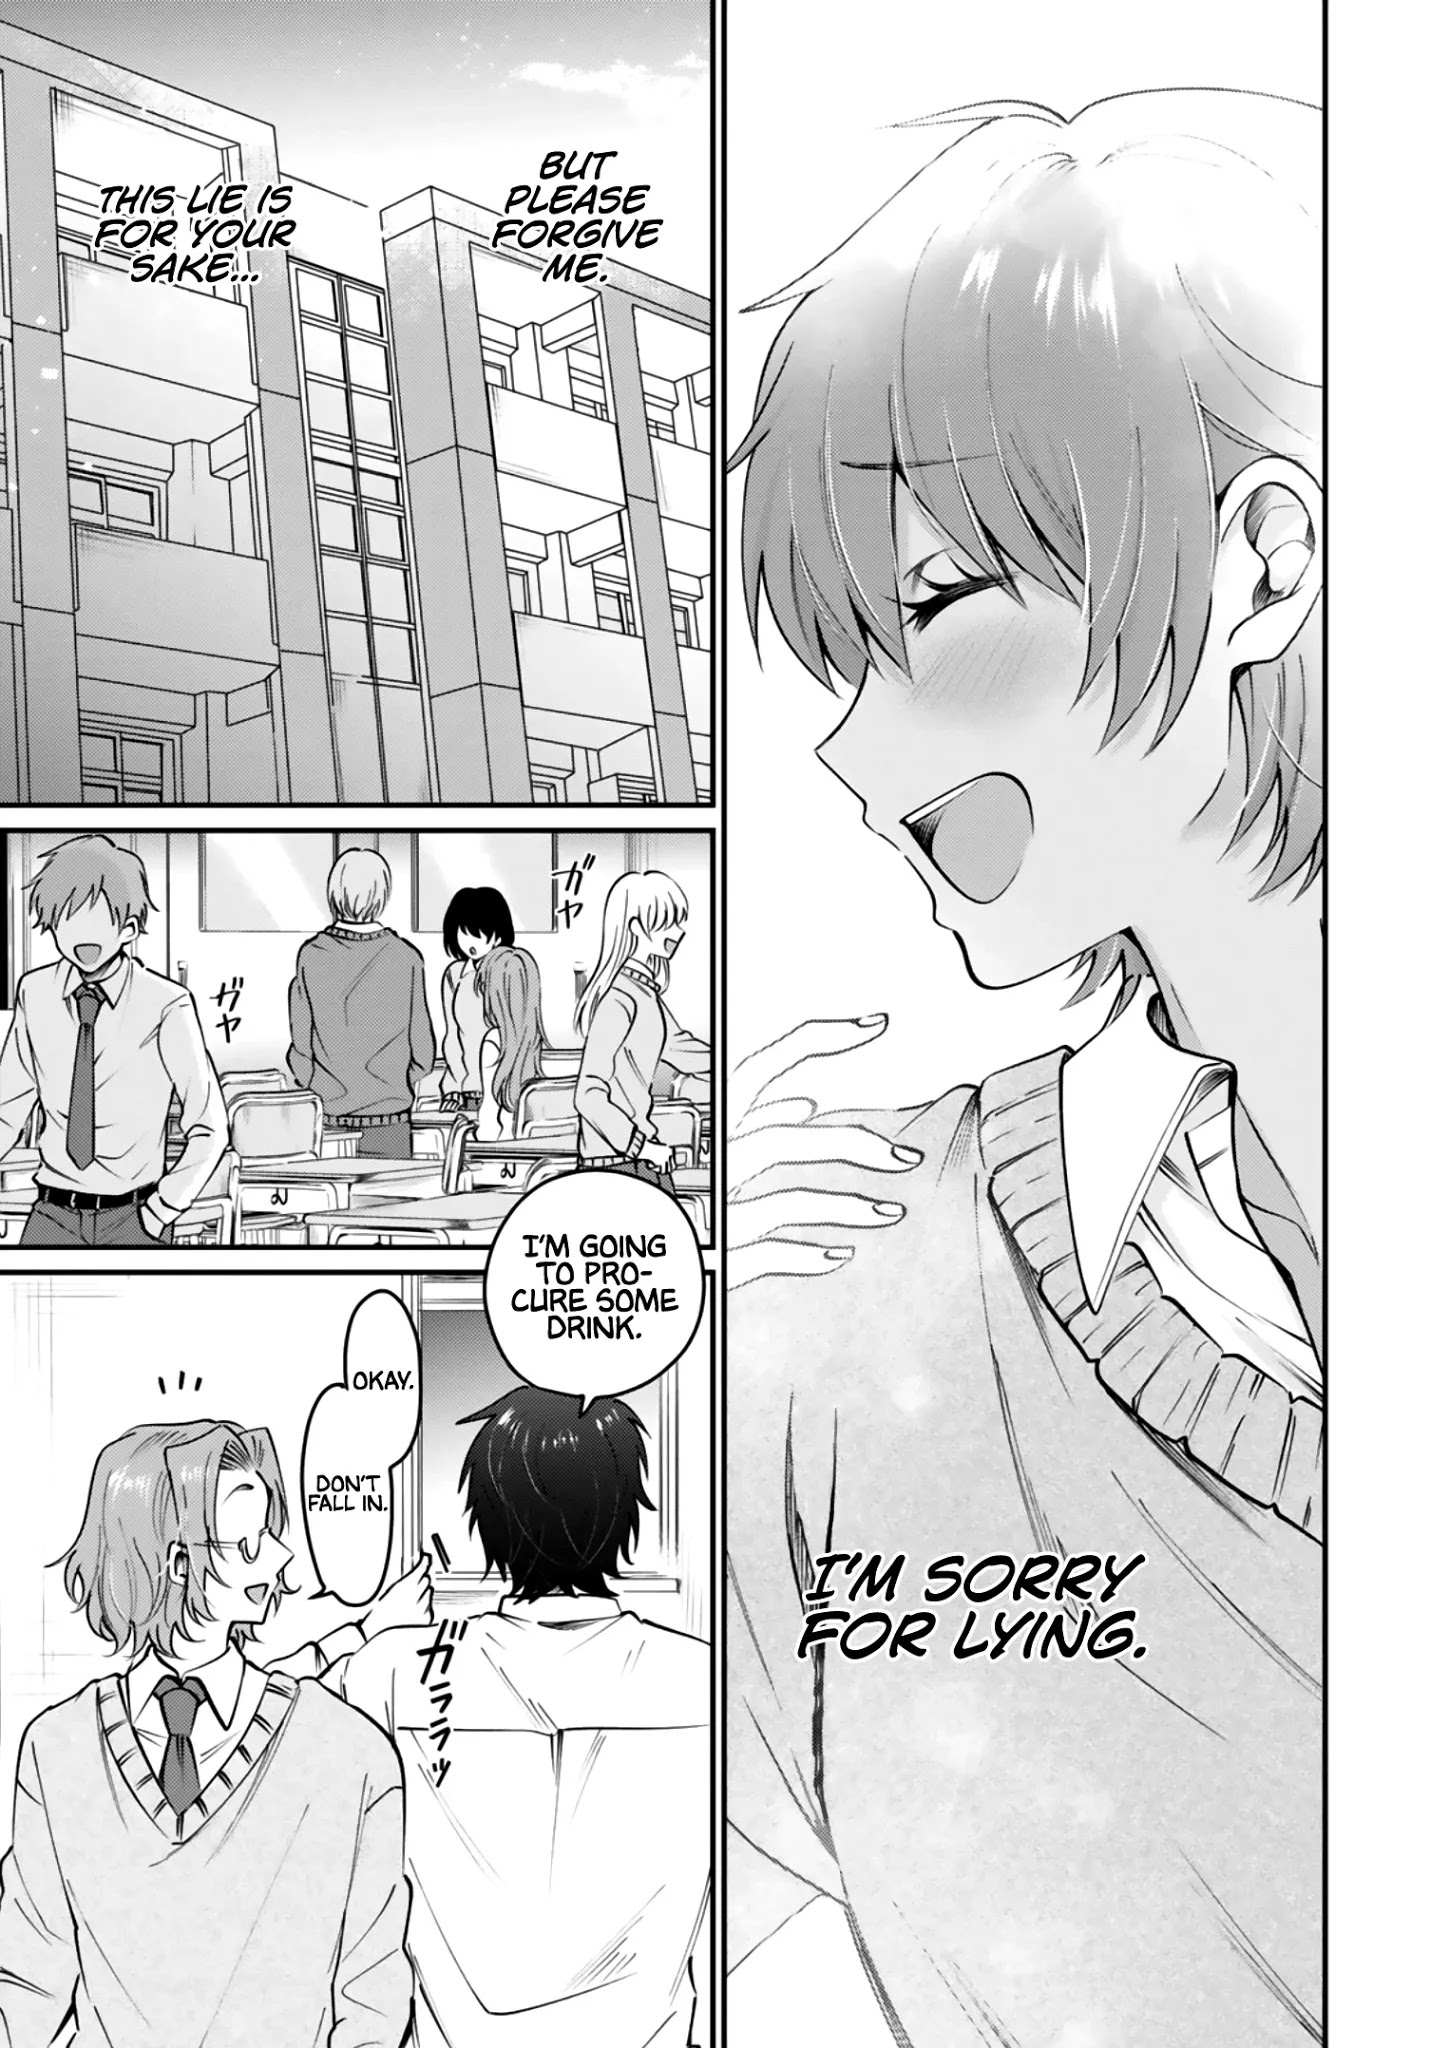 I'M SORRY
FOR LYING.
BUT
PLEASE
FORGIVE
ME.
THIS LIE IS
FOR YOUR
SAKE...
ガヤ
ガヤ
I'M GOING
TO PRO-
CURE SOME
DRINK.
OKAY.
DON'T
FALL IN.
ガラララッ